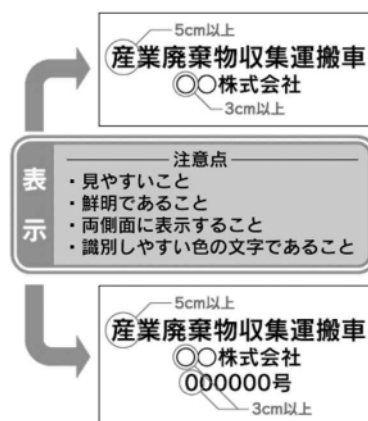 5cm以上
産業廃棄物収集運搬車
○○株式会社
3cm以上
表示
注意点
・見やすいこと
・鮮明であること
・両側面に表示すること
・識別しやすい色の文字であること
5cm以上
産業廃棄物収集運搬車
○○株式会社
000000号
3cm以上